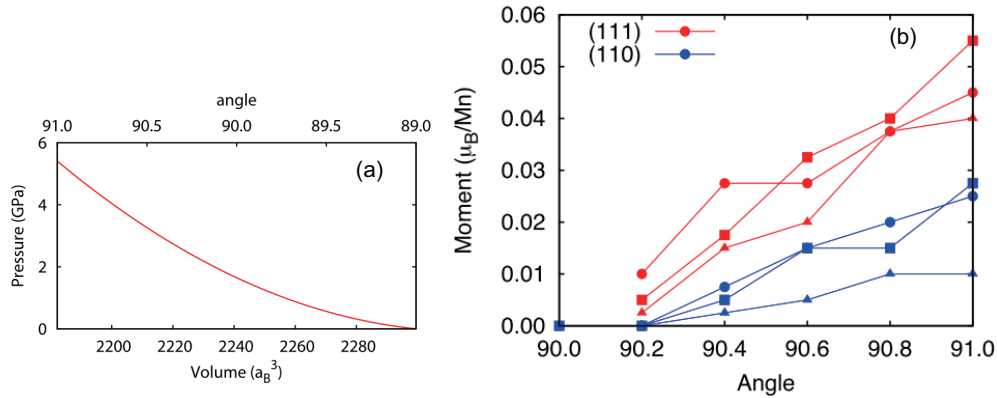 angle
91.0 90.5 90.0 89.5 89.0
6
4
2
0
Pressure (GPa)
(a)
2200 2220 2240 2260 2280
Volume (a_B^3)
(b)
(111)
(110)
0.06
0.05
0.04
0.03
0.02
0.01
0.00
Moment (μ_B/Mn)
90.0 90.2 90.4 90.6 90.8 91.0
Angle